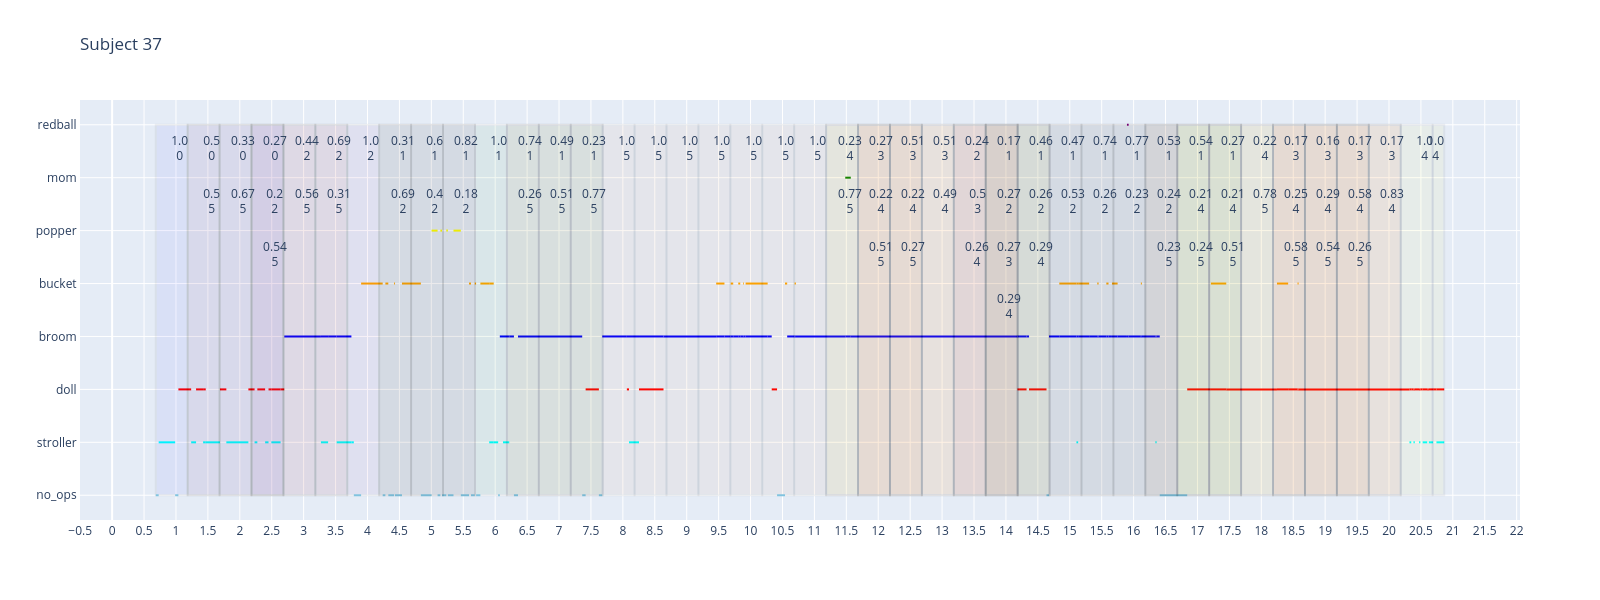 Subject 37
redball
1.0 0.5 0.33 0.27 0.44 0.69 1.0 0.31 0.6 0.82 1.0 0.74 0.49 0.23 1.0 1.0 1.0 1.0 1.0 1.0 1.0 0.23 0.27 0.51 0.51 0.24 0.17 0.46 0.47 0.74 0.77 0.53 0.54 0.27 0.22 0.17 0.16 0.17 0.17 1.0 1.0
0 0 0 0 2 2 2 1 1 1 1 1 1 1 5 5 5 5 5 5 5 4 3 3 3 2 1 1 1 1 1 1 1 1 4 3 3 3 3 4 4
mom
0.5 0.67 0.2 0.56 0.31 0.69 0.4 0.18 0.26 0.51 0.77 0.77 0.22 0.22 0.49 0.5 0.27 0.26 0.53 0.26 0.23 0.24 0.21 0.21 0.78 0.25 0.29 0.58 0.83
5 5 2 5 5 2 2 2 5 5 5 5 4 4 4 3 2 2 2 2 2 2 4 4 5 4 4 4 4
popper
0.54 0.51 0.27 0.26 0.27 0.29 0.23 0.24 0.51 0.58 0.54 0.26
5 5 5 4 3 4 5 5 5 5 5 5
bucket
0.29
4
broom
doll
stroller
no_ops
−0.5 0 0.5 1 1.5 2 2.5 3 3.5 4 4.5 5 5.5 6 6.5 7 7.5 8 8.5 9 9.5 10 10.5 11 11.5 12 12.5 13 13.5 14 14.5 15 15.5 16 16.5 17 17.5 18 18.5 19 19.5 20 20.5 21 21.5 22